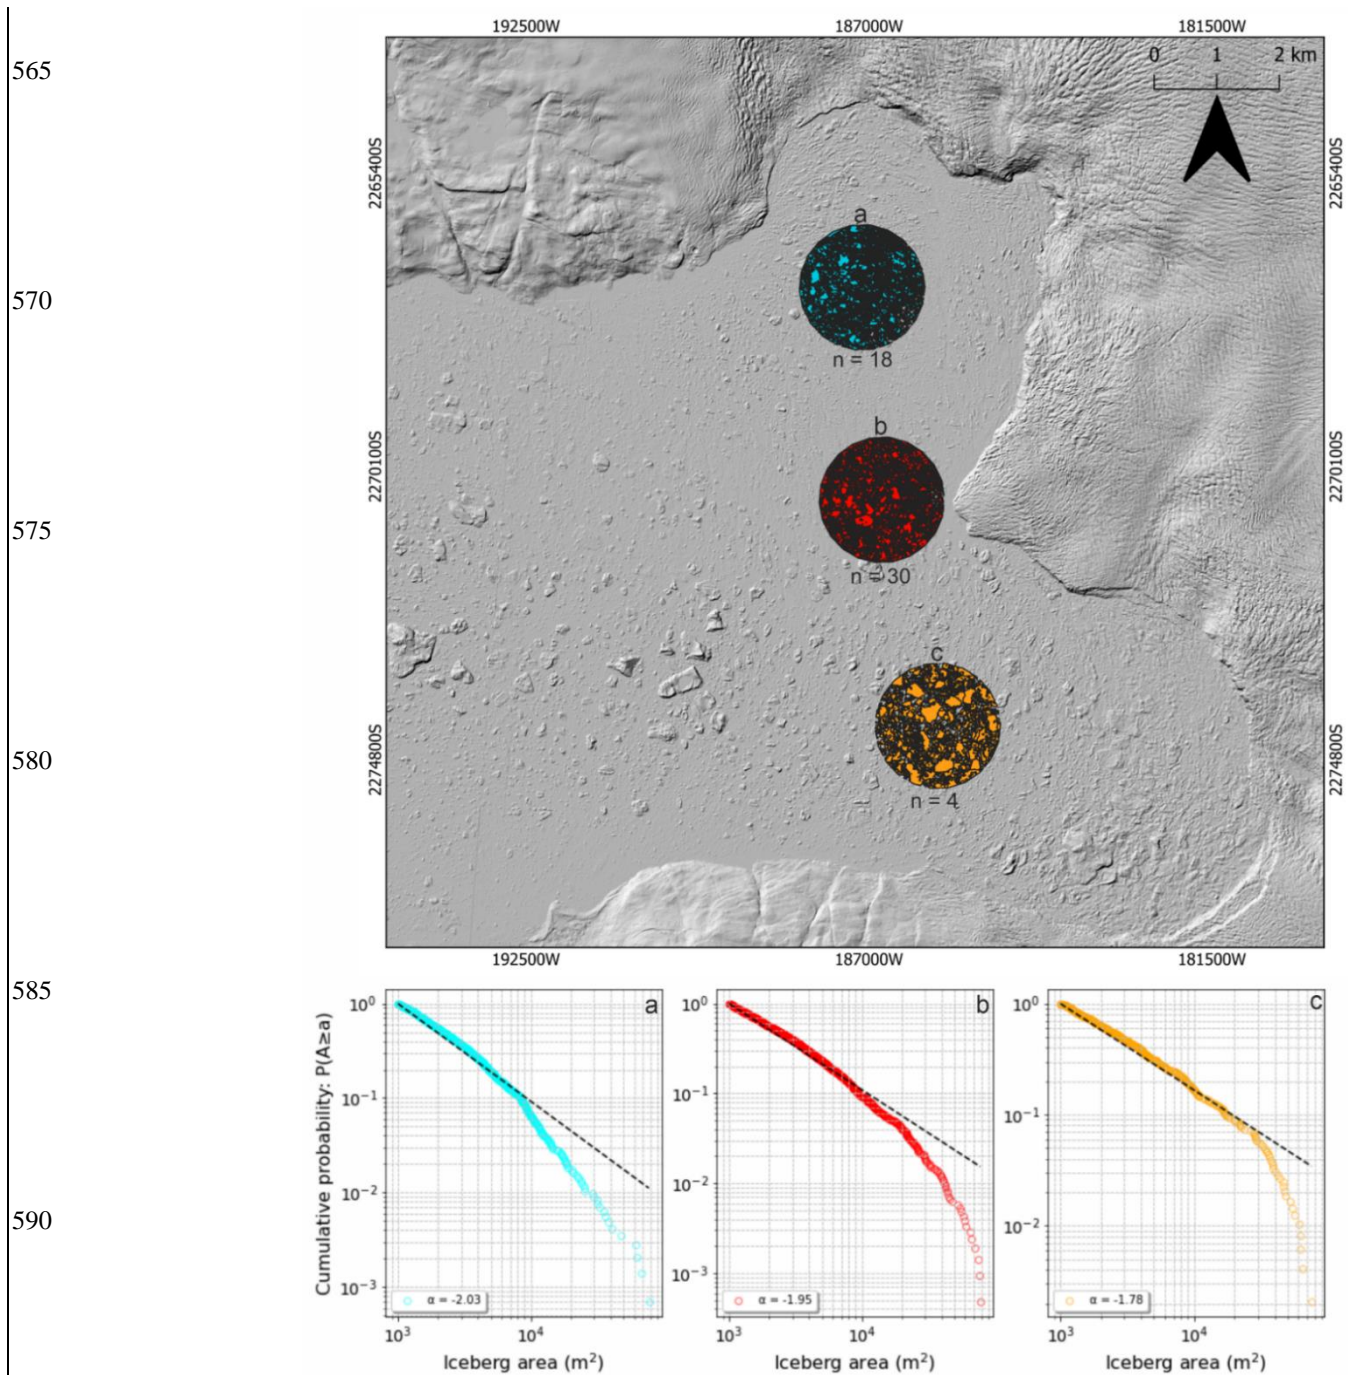 565
570
575
580
585
590
192500W 187000W 181500W
0 1 2 km
2265400S 2265400S
a
n = 18
2270100S 2270100S
b
n = 30
2274800S 2274800S
c
n = 4
192500W 187000W 181500W
Cumulative probability: P(A≥a)
a
10⁰
10⁻¹
10⁻²
10⁻³
α = -2.03
10³ 10⁴
Iceberg area (m²)
b
10⁰
10⁻¹
10⁻²
10⁻³
α = -1.95
10³ 10⁴
Iceberg area (m²)
c
10⁰
10⁻¹
10⁻²
α = -1.78
10³ 10⁴
Iceberg area (m²)